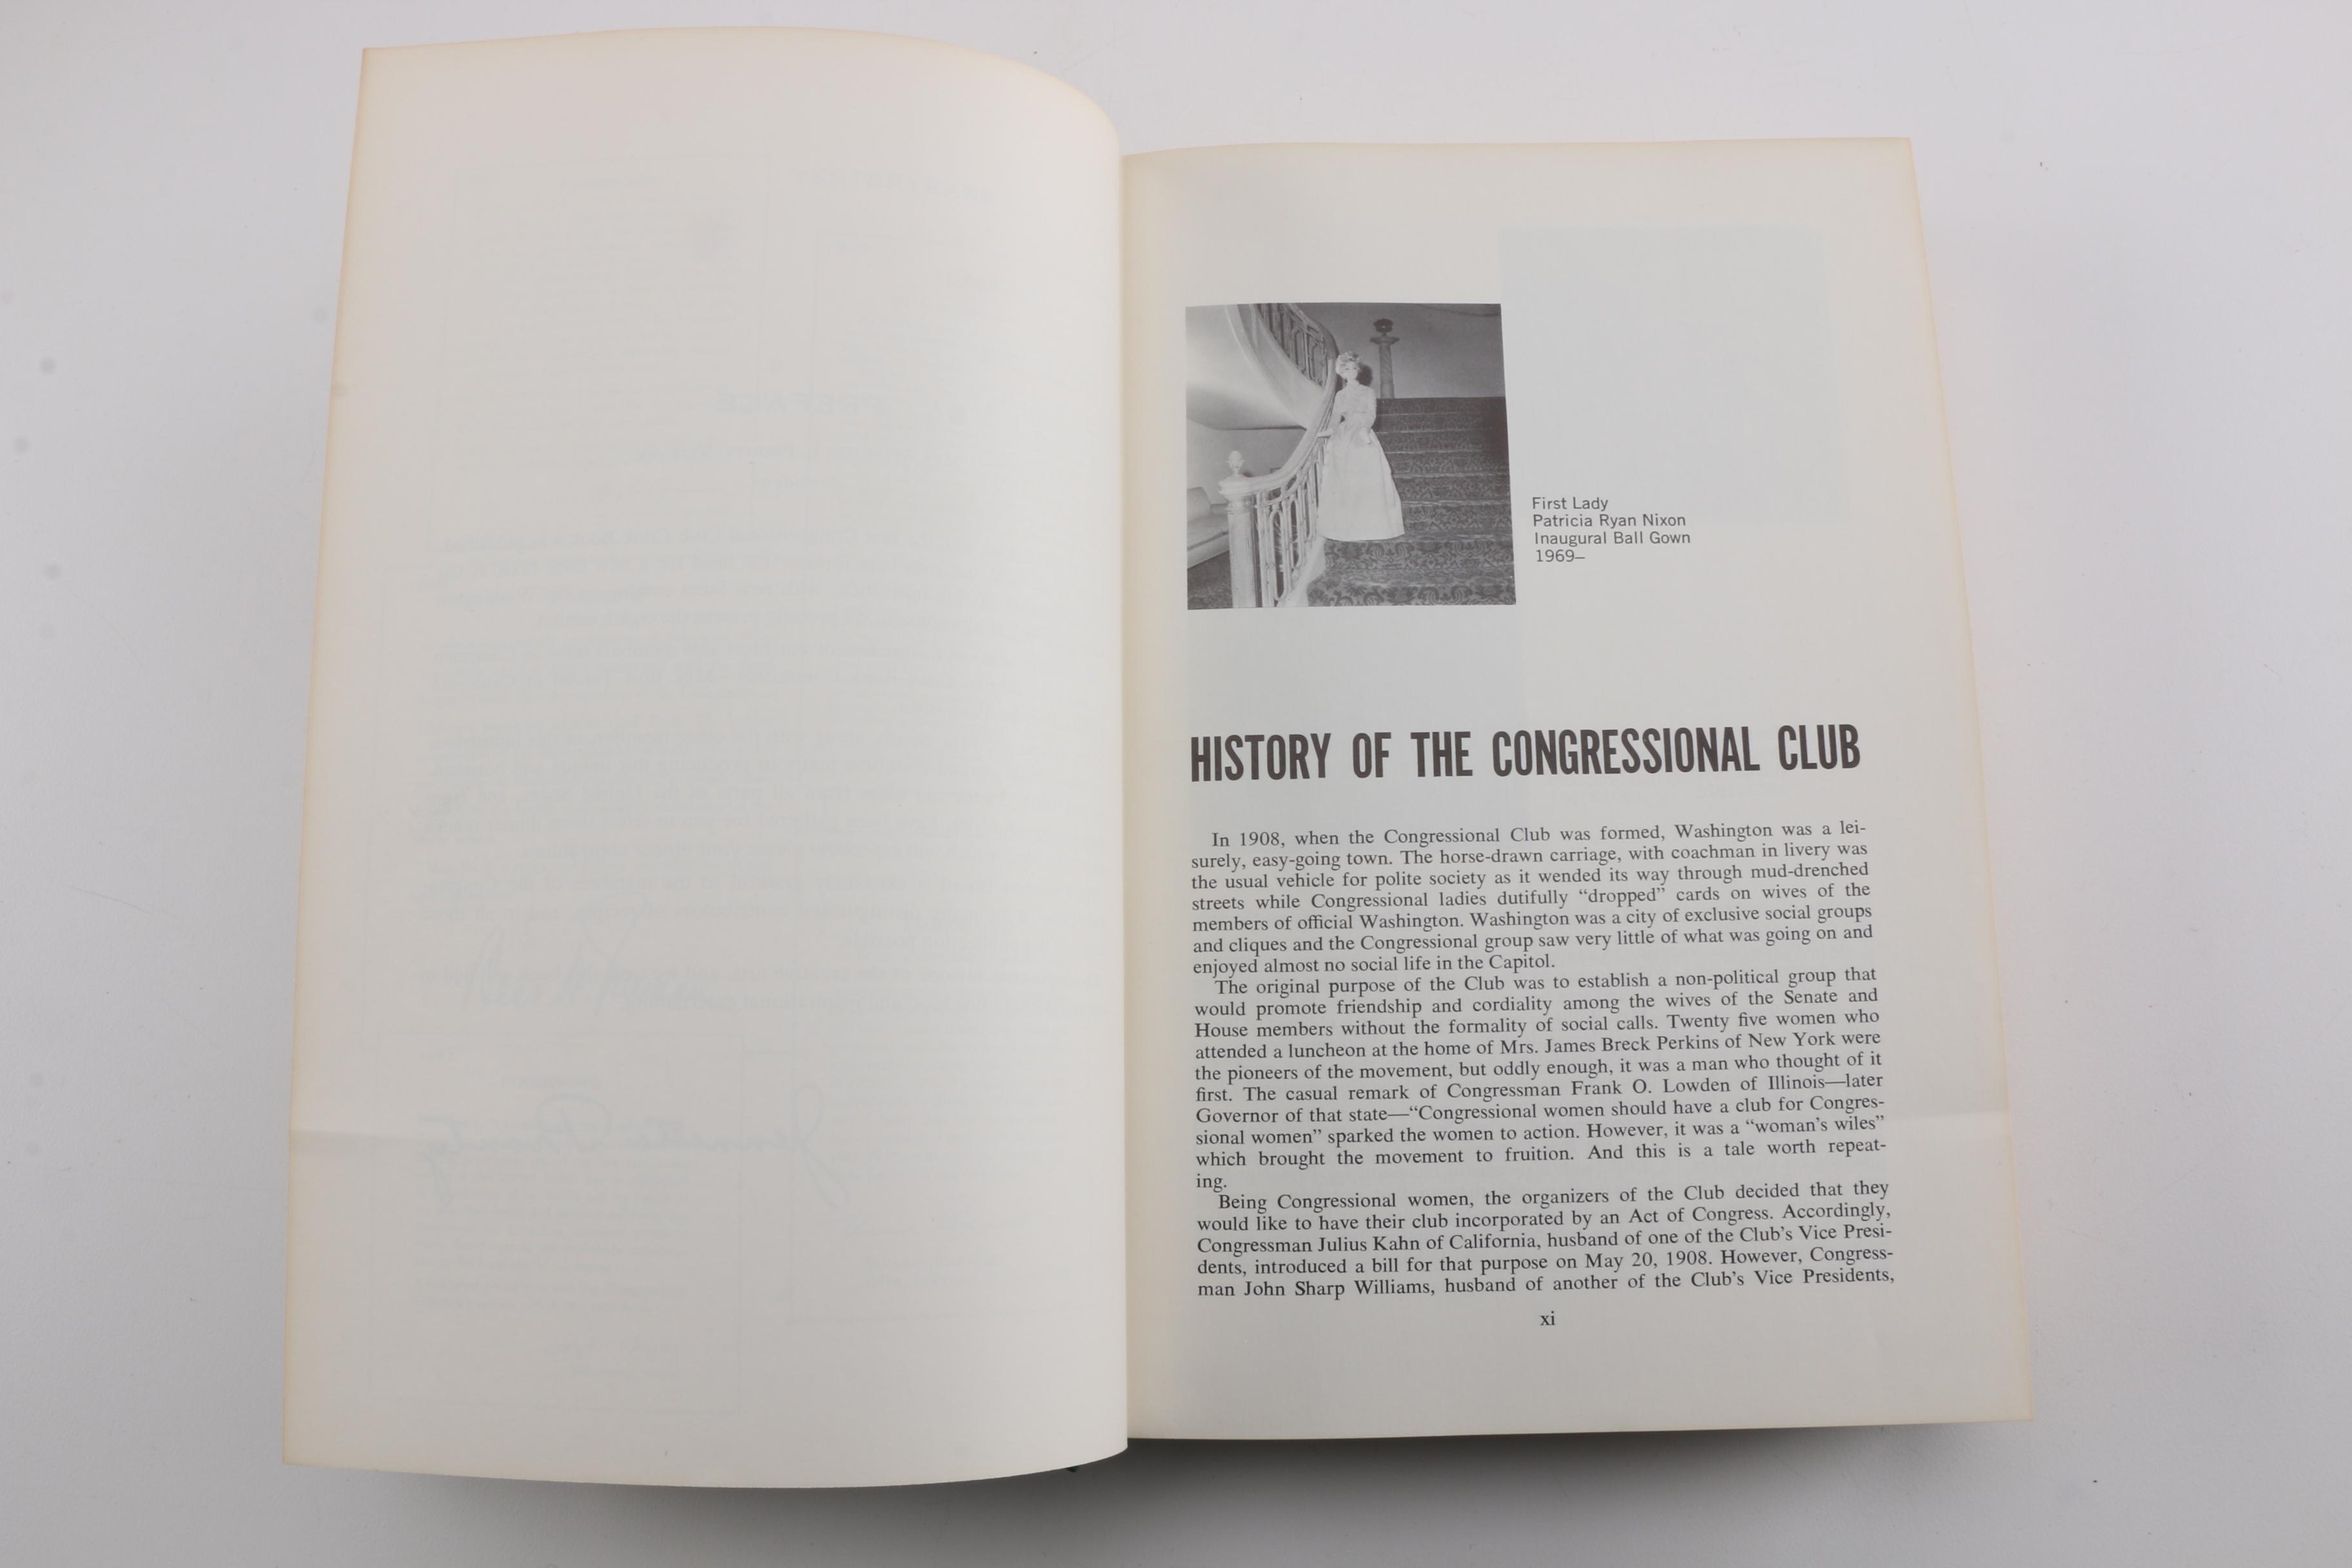 First Lady
Patricia Ryan Nixon
Inaugural Ball Gown
1969–
HISTORY OF THE CONGRESSIONAL CLUB
In 1908, when the Congressional Club was formed, Washington was a lei-
surely, easy-going town. The horse-drawn carriage, with coachman in livery was
the usual vehicle for polite society as it wended its way through mud-drenched
streets while Congressional ladies dutifully “dropped” cards on wives of the
members of official Washington. Washington was a city of exclusive social groups
and cliques and the Congressional group saw very little of what was going on and
enjoyed almost no social life in the Capitol.
The original purpose of the Club was to establish a non-political group that
would promote friendship and cordiality among the wives of the Senate and
House members without the formality of social calls. Twenty five women who
attended a luncheon at the home of Mrs. James Breck Perkins of New York were
the pioneers of the movement, but oddly enough, it was a man who thought of it
first. The casual remark of Congressman Frank O. Lowden of Illinois—later
Governor of that state—“Congressional women should have a club for Congres-
sional women” sparked the women to action. However, it was a “woman’s wiles”
which brought the movement to fruition. And this is a tale worth repeat-
ing.
Being Congressional women, the organizers of the Club decided that they
would like to have their club incorporated by an Act of Congress. Accordingly,
Congressman Julius Kahn of California, husband of one of the Club’s Vice Presi-
dents, introduced a bill for that purpose on May 20, 1908. However, Congress-
man John Sharp Williams, husband of another of the Club’s Vice Presidents,
xi